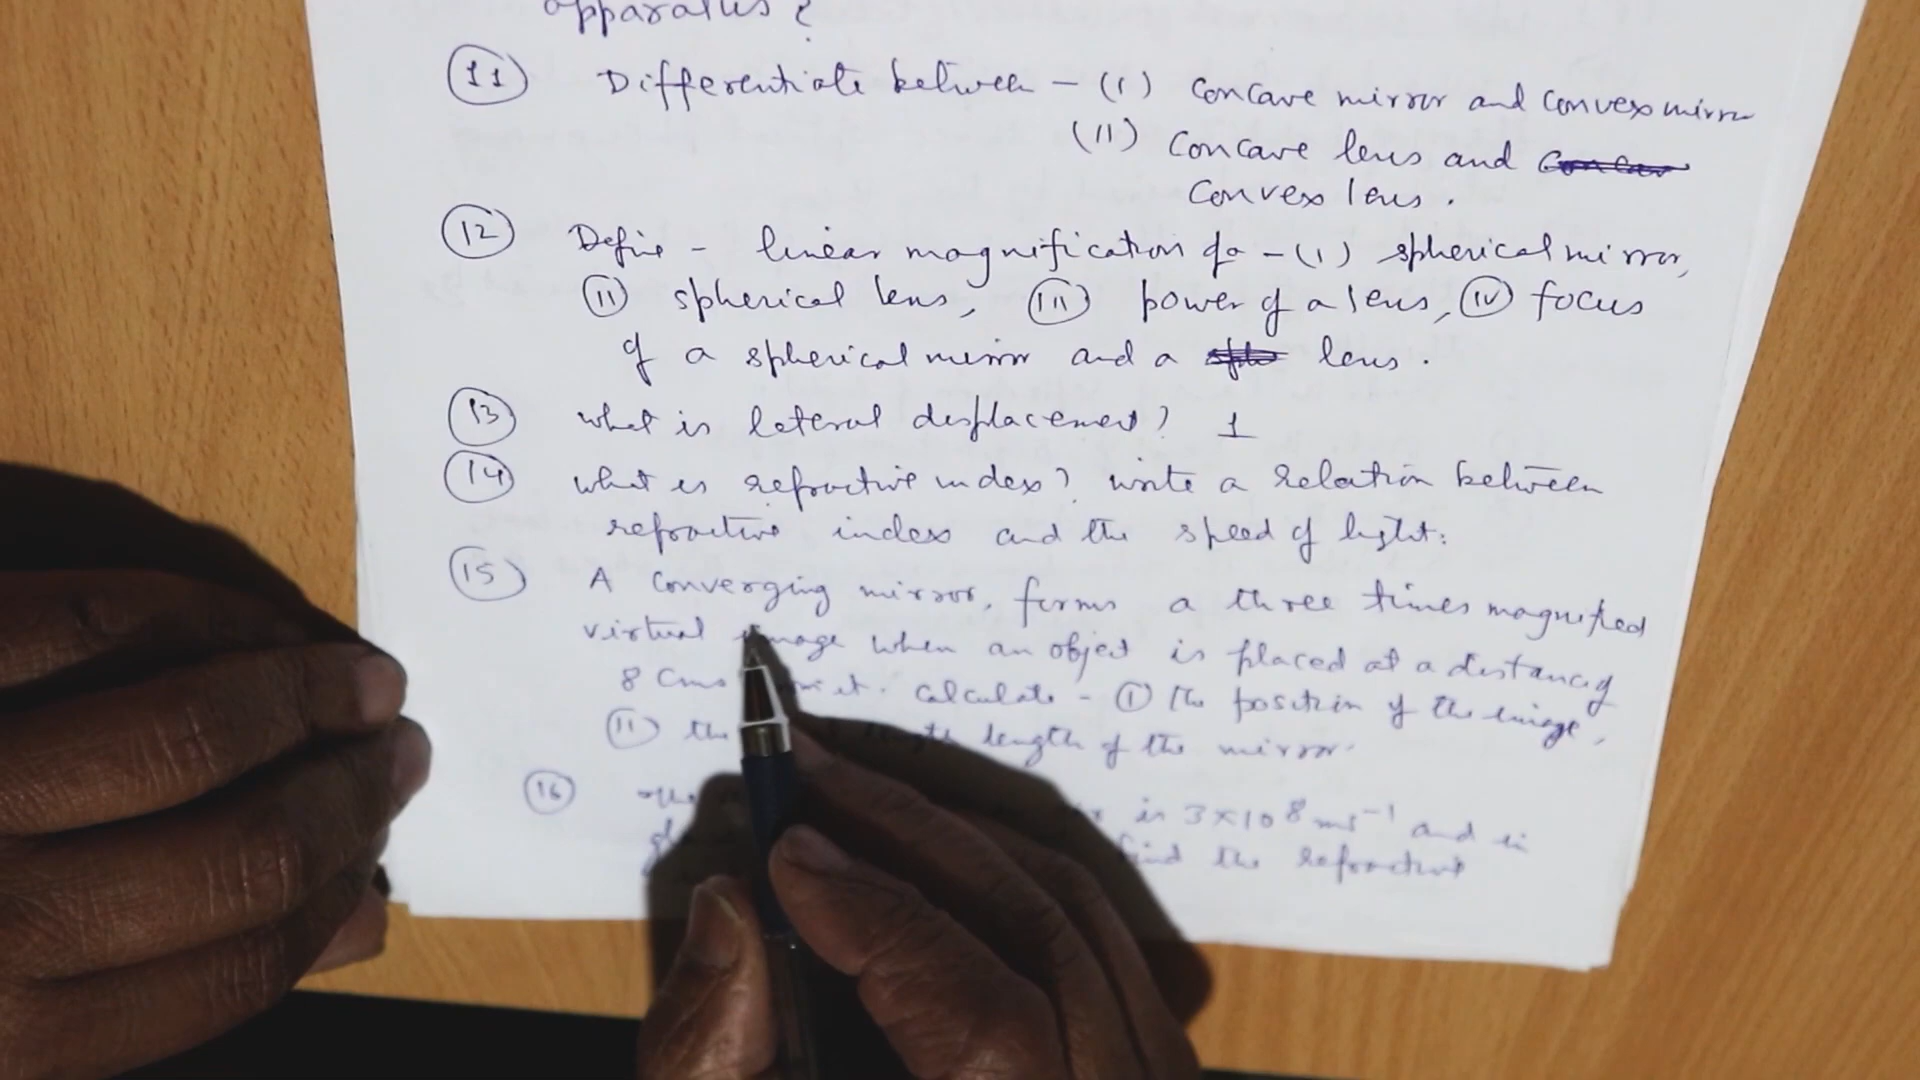 apparatus?
(11) Differentiate between - (I) Concave mirror and convex mirror
(II) Concave lens and
Convex lens.
(12) Define - linear magnification of a - (I) spherical mirror,
(II) spherical lens, (III) power of a lens, (IV) focus
of a spherical mirror and a lens.
(13) what is lateral displacement? 1
(14) what is refractive index? write a relation between
refractive index and the speed of light.
(15) A converging mirror, forms a three times magnified
virtual image when an object is placed at a distance of
8 cms it. Calculate - (I) The position of the image,
(II) the length of the mirror.
(16) is 3×10⁸ ms⁻¹ and in
find the refractive